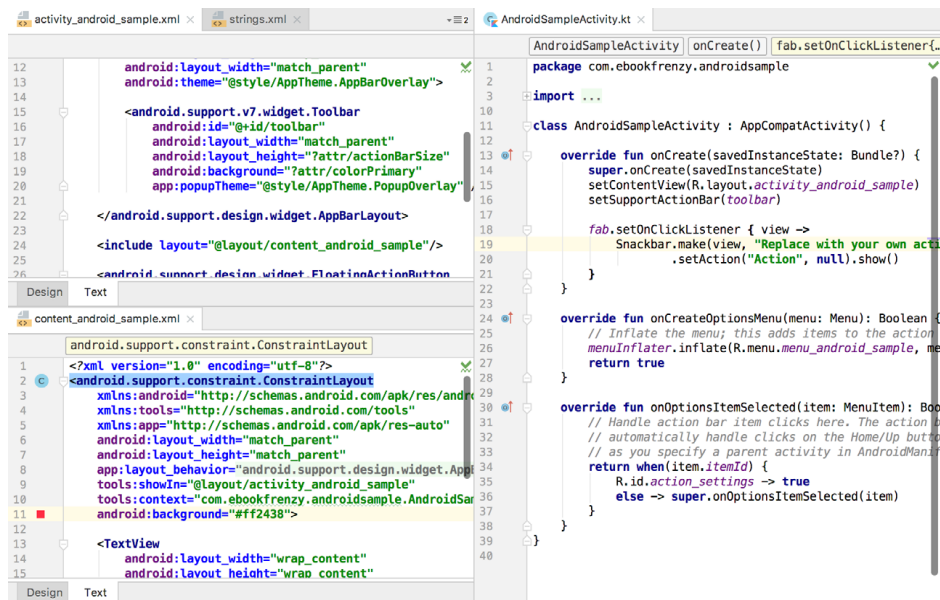 activity_android_sample.xml
strings.xml
2
12 android:layout_width="match_parent"
13 android:theme="@style/AppTheme.AppBarOverlay">
14
15 <android.support.v7.widget.Toolbar
16 android:id="@+id/toolbar"
17 android:layout_width="match_parent"
18 android:layout_height="?attr/actionBarSize"
19 android:background="?attr/colorPrimary"
20 app:popupTheme="@style/AppTheme.PopupOverlay" /
21
22 </android.support.design.widget.AppBarLayout>
23
24 <include layout="@layout/content_android_sample"/>
25
26 <android.support.design.widget.FloatingActionButton
Design Text
content_android_sample.xml
android.support.constraint.ConstraintLayout
1 <?xml version="1.0" encoding="utf-8"?>
2 C <android.support.constraint.ConstraintLayout
3 xmlns:android="http://schemas.android.com/apk/res/andr
4 xmlns:tools="http://schemas.android.com/tools"
5 xmlns:app="http://schemas.android.com/apk/res-auto"
6 android:layout_width="match_parent"
7 android:layout_height="match_parent"
8 app:layout_behavior="android.support.design.widget.AppB
9 tools:showIn="@layout/activity_android_sample"
10 tools:context="com.ebookfrenzy.androidsample.AndroidSam
11 android:background="#ff2438">
12
13 <TextView
14 android:layout_width="wrap_content"
15 android:layout_height="wrap_content"
Design Text
AndroidSampleActivity.kt
AndroidSampleActivity onCreate() fab.setOnClickListener{…
1 package com.ebookfrenzy.androidsample
2
3 import ...
10
11 class AndroidSampleActivity : AppCompatActivity() {
12
13 override fun onCreate(savedInstanceState: Bundle?) {
14 super.onCreate(savedInstanceState)
15 setContentView(R.layout.activity_android_sample)
16 setSupportActionBar(toolbar)
17
18 fab.setOnClickListener { view ->
19 Snackbar.make(view, "Replace with your own acti
20 .setAction("Action", null).show()
21 }
22 }
23
24 override fun onCreateOptionsMenu(menu: Menu): Boolean {
25 // Inflate the menu; this adds items to the action
26 menuInflater.inflate(R.menu.menu_android_sample, me
27 return true
28 }
29
30 override fun onOptionsItemSelected(item: MenuItem): Boo
31 // Handle action bar item clicks here. The action b
32 // automatically handle clicks on the Home/Up butto
33 // as you specify a parent activity in AndroidManif
34 return when(item.itemId) {
35 R.id.action_settings -> true
36 else -> super.onOptionsItemSelected(item)
37 }
38 }
39 }
40